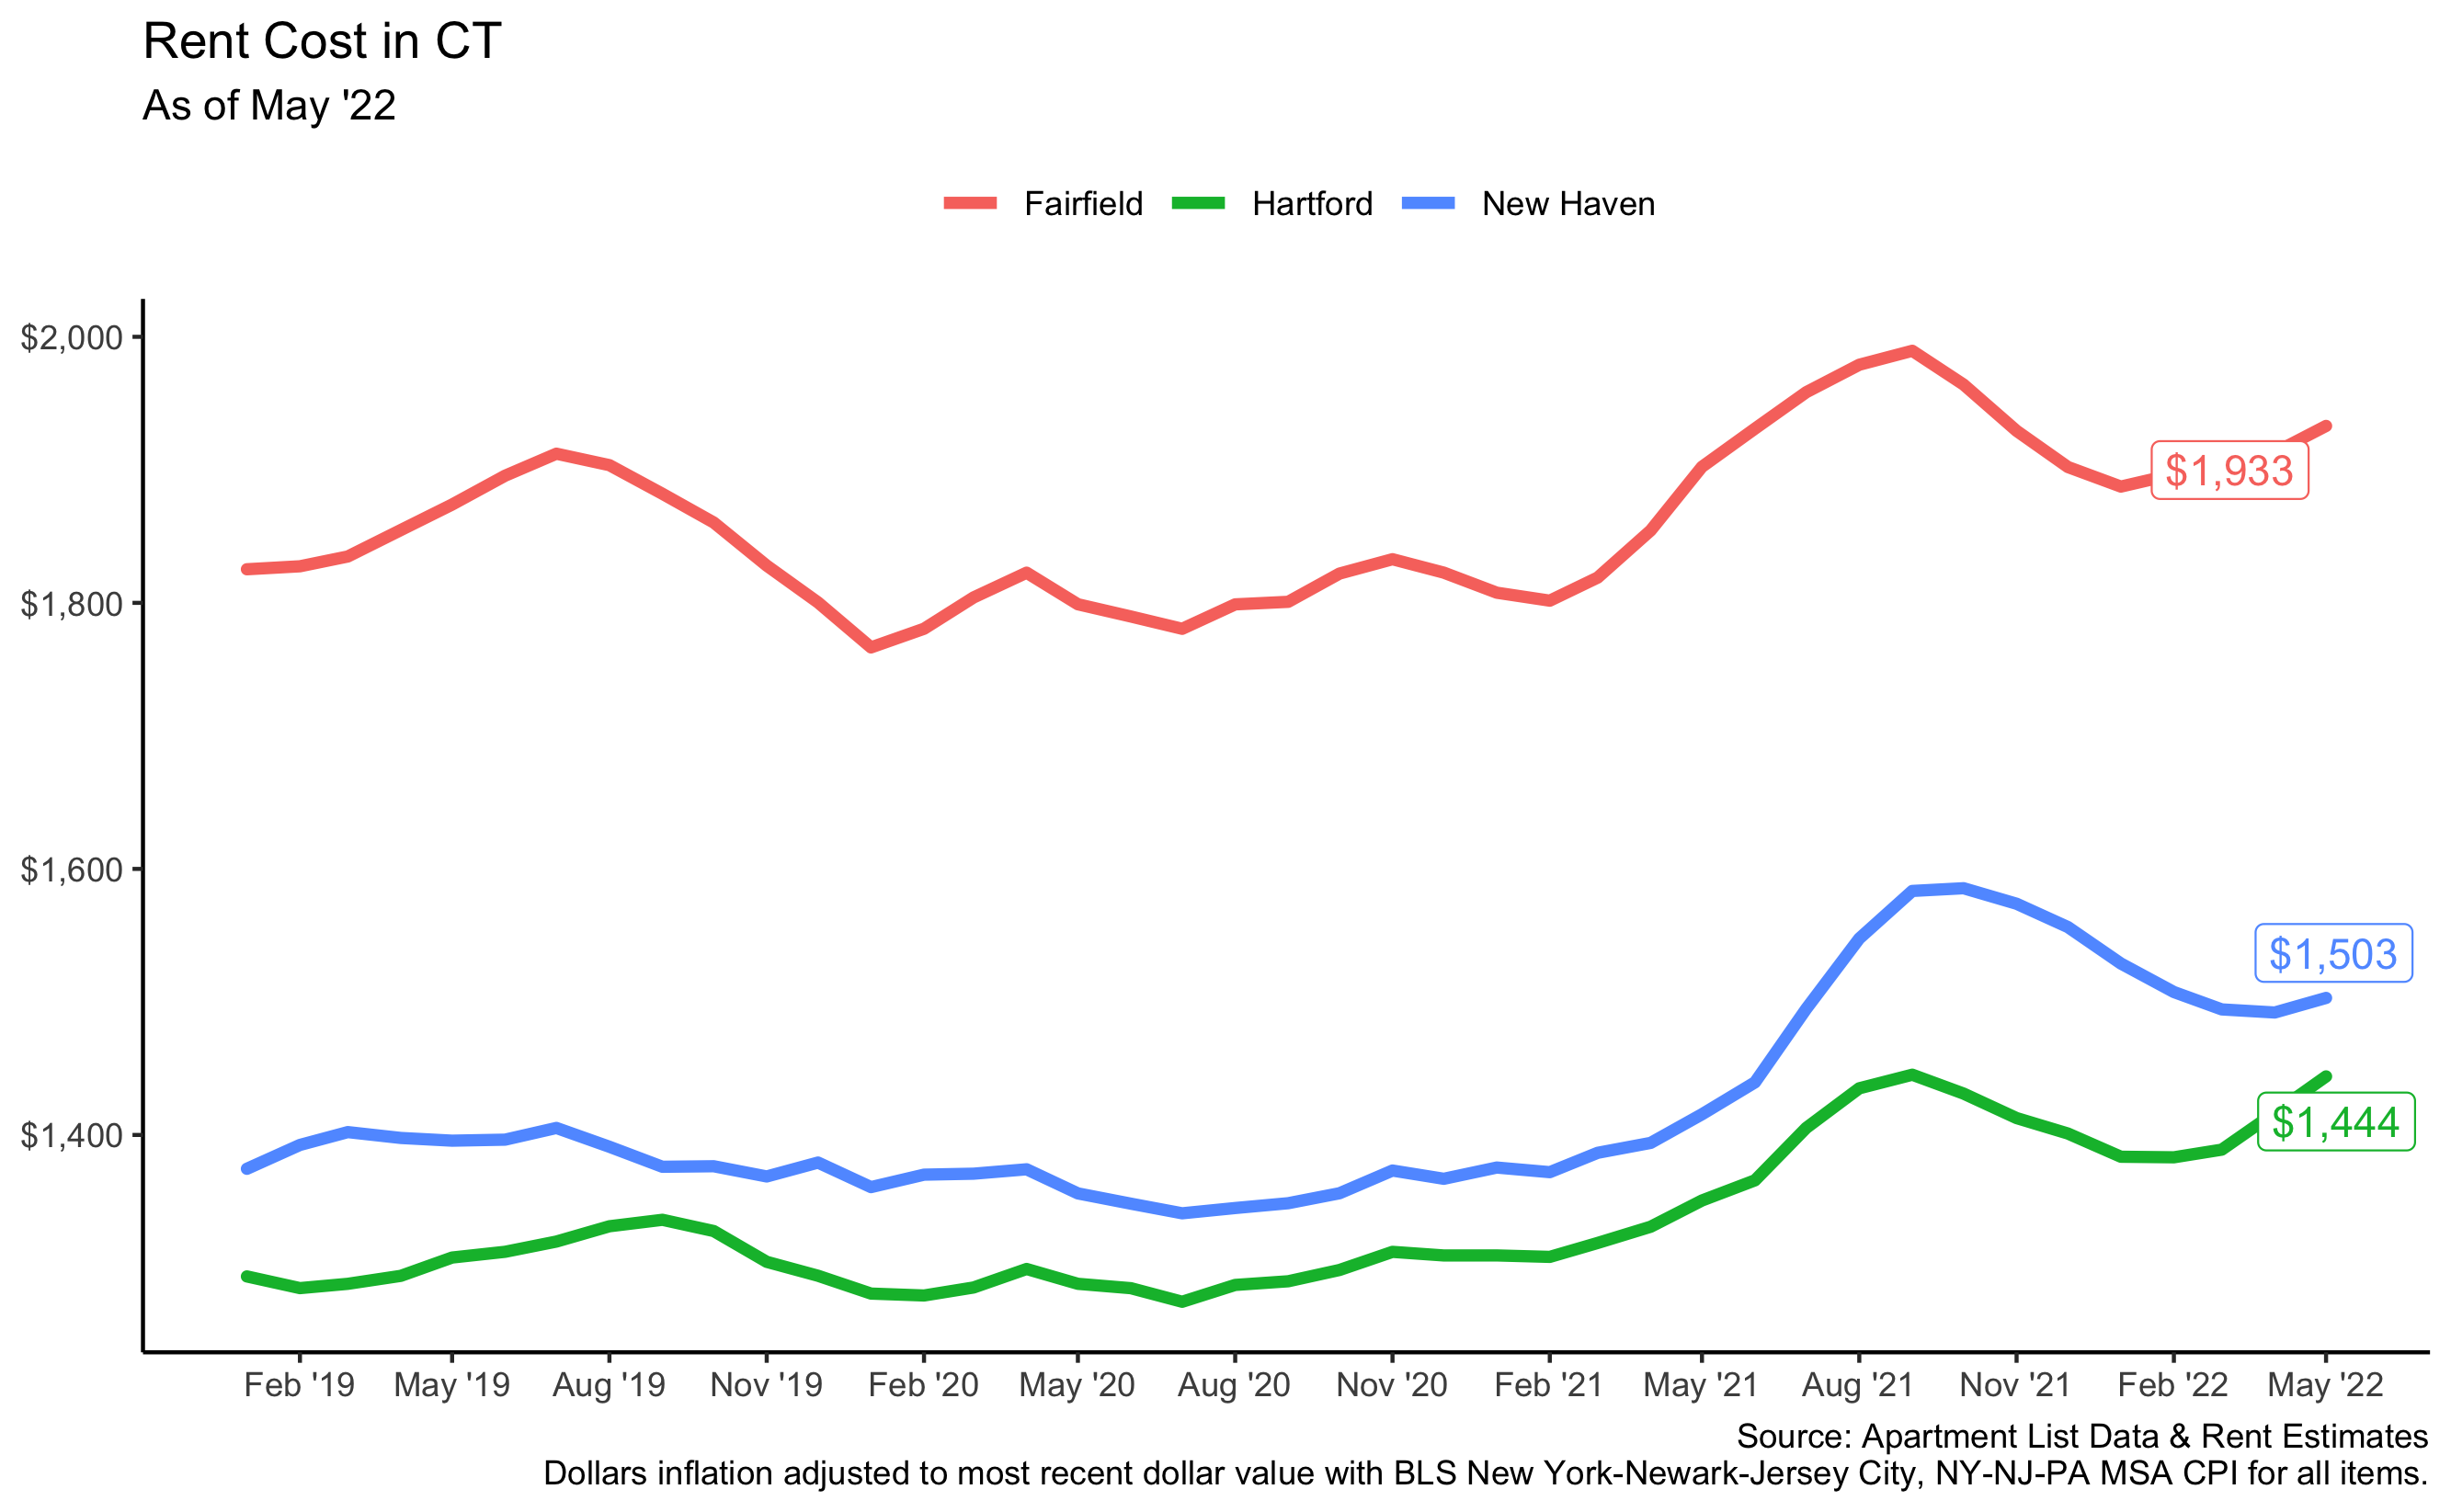 Rent Cost in CT
As of May '22
Fairfield Hartford New Haven
$2,000
$1,800
$1,600
$1,400
$1,933
$1,503
$1,444
Feb '19 May '19 Aug '19 Nov '19 Feb '20 May '20 Aug '20 Nov '20 Feb '21 May '21 Aug '21 Nov '21 Feb '22 May '22
Source: Apartment List Data & Rent Estimates
Dollars inflation adjusted to most recent dollar value with BLS New York-Newark-Jersey City, NY-NJ-PA MSA CPI for all items.